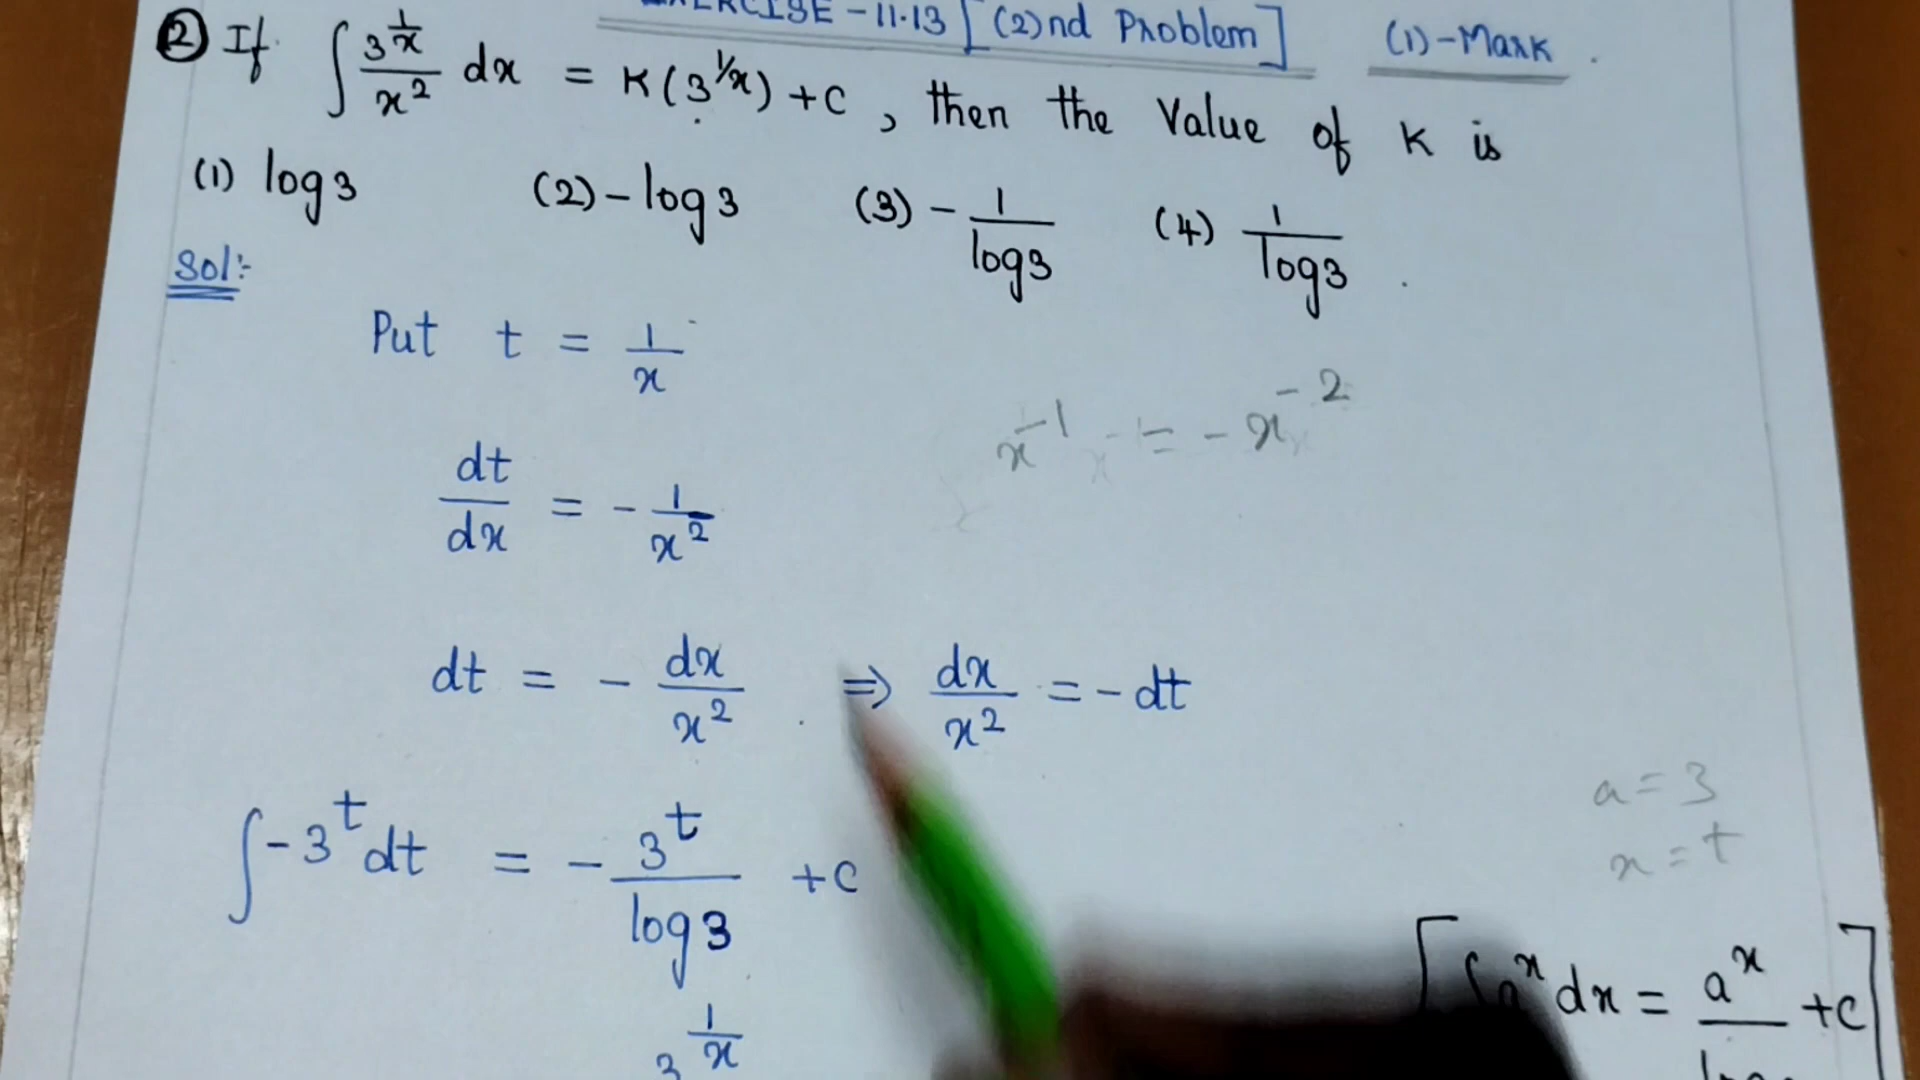 EXERCISE - 11.13 [(2)nd Problem] (1)-Mark
② If ∫ 3^(1/x)/x² dx = K(3^(1/x)) + C, then the Value of K is
(1) log3 (2) - log3 (3) - 1/log3 (4) 1/log3
Sol:-
Put t = 1/x
x^-1 = - x^-2
dt/dx = - 1/x²
dt = - dx/x² ⇒ dx/x² = - dt
a = 3
x = t
∫ -3^t dt = - 3^t/log3 + C
[∫ a^x dx = a^x/ + C]
3^(1/x)